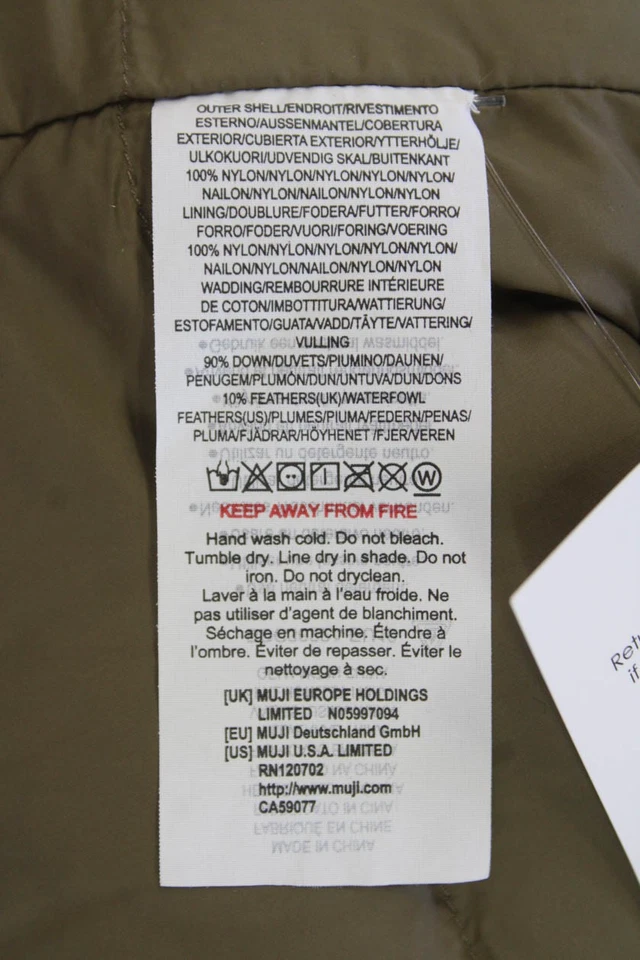 OUTER SHELL/ENDROIT/RIVESTIMENTO
ESTERNO/AUSSENMANTEL/COBERTURA
EXTERIOR/CUBIERTA EXTERIOR/YTTERHÖLJE/
ULKOKUORI/UDVENDIG SKAL/BUITENKANT
100% NYLON/NYLON/NYLON/NYLON/NYLON/
NAILON/NYLON/NAILON/NYLON/NYLON
LINING/DOUBLURE/FODERA/FUTTER/FORRO/
FORRO/FODER/VUORI/FORING/VOERING
100% NYLON/NYLON/NYLON/NYLON/NYLON/
NAILON/NYLON/NAILON/NYLON/NYLON
WADDING/REMBOURRURE INTÉRIEURE
DE COTON/IMBOTTITURA/WATTIERUNG/
ESTOFAMENTO/GUATA/VADD/TÄYTE/VATTERING/
VULLING
90% DOWN/DUVETS/PIUMINO/DAUNEN/
PENUGEM/PLUMÓN/DUN/UNTUVA/DUN/DONS
10% FEATHERS(UK)/WATERFOWL
FEATHERS(US)/PLUMES/PIUMA/FEDERN/PENAS/
PLUMA/FJÄDRAR/HÖYHENET /FJER/VEREN
W
KEEP AWAY FROM FIRE
Hand wash cold. Do not bleach.
Tumble dry. Line dry in shade. Do not
iron. Do not dryclean.
Laver à la main à l'eau froide. Ne
pas utiliser d'agent de blanchiment.
Séchage en machine. Étendre à
l'ombre. Éviter de repasser. Éviter le
nettoyage à sec.
[UK] MUJI EUROPE HOLDINGS
LIMITED N05997094
[EU] MUJI Deutschland GmbH
[US] MUJI U.S.A. LIMITED
RN120702
http://www.muji.com
CA59077
FABRIQUÉ EN CHINE
MADE IN CHINA
if